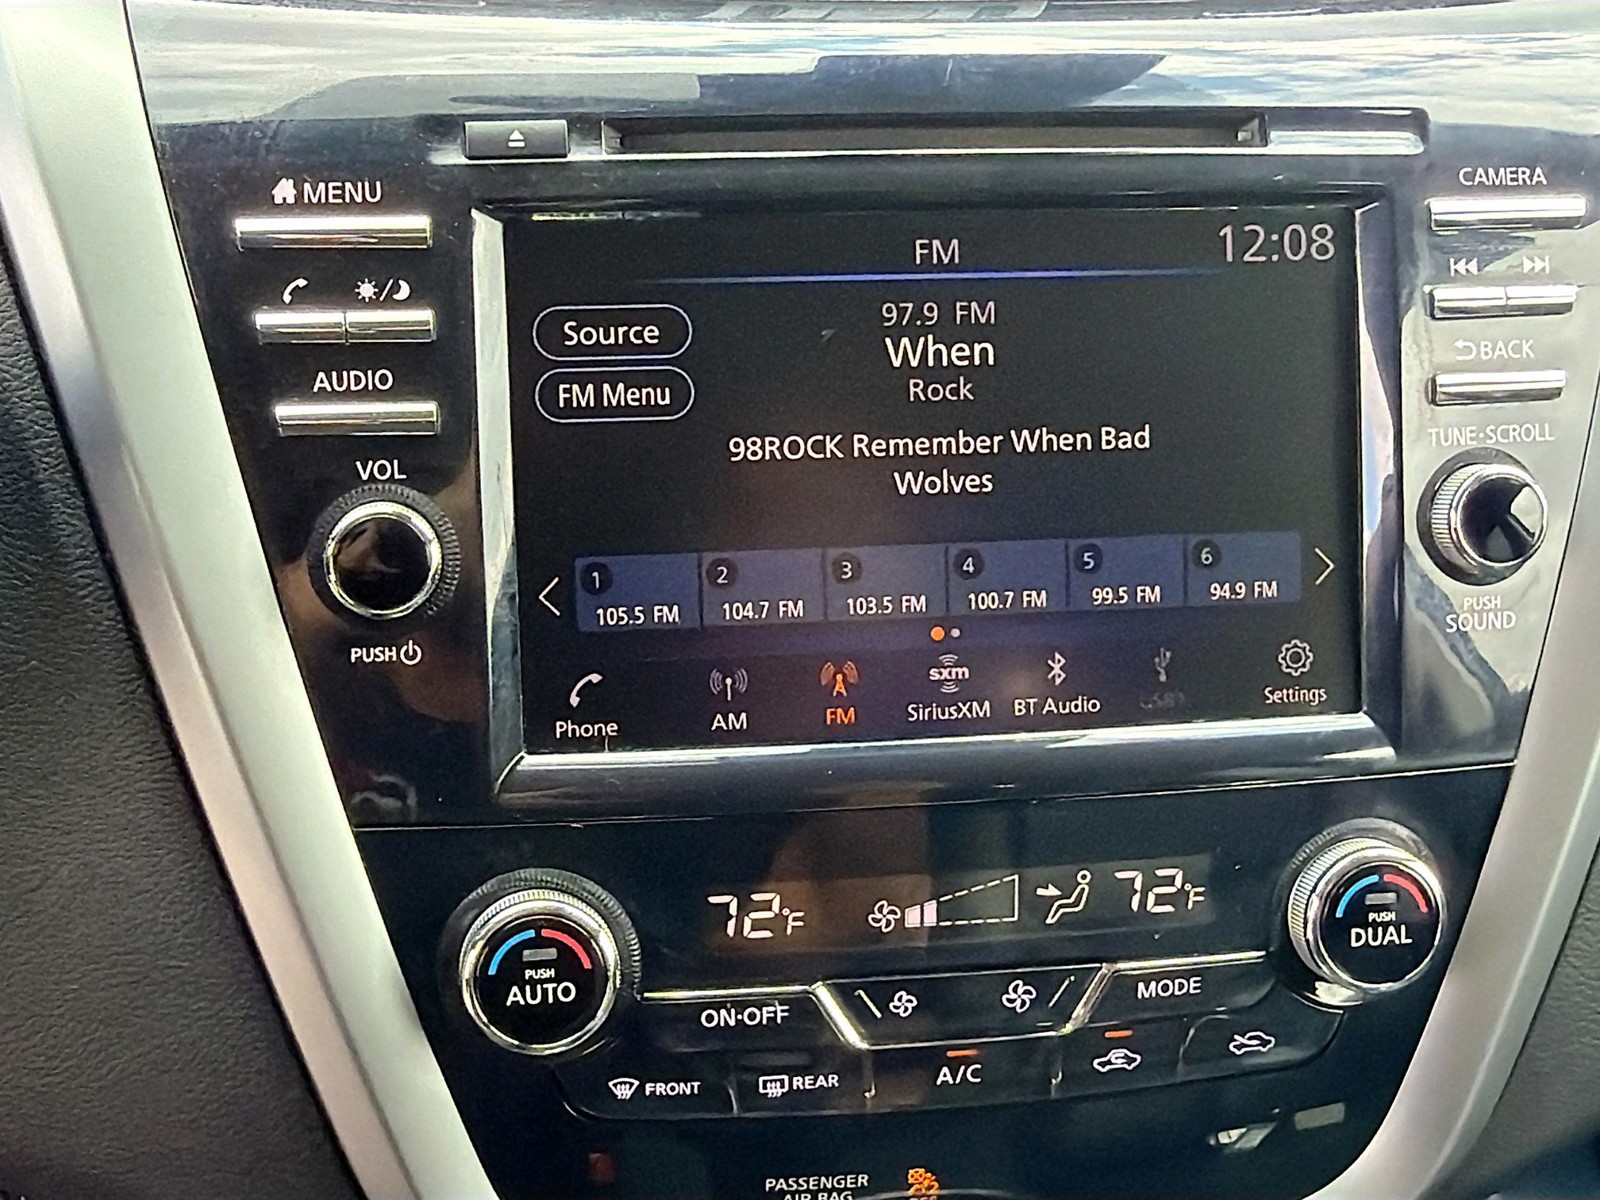 MENU
CAMERA
FM
12:08
Source
97.9 FM
When
Rock
FM Menu
BACK
AUDIO
98ROCK Remember When Bad
Wolves
TUNE·SCROLL
VOL
1 2 3 4 5 6
105.5 FM 104.7 FM 103.5 FM 100.7 FM 99.5 FM 94.9 FM
PUSH
SOUND
PUSH
sxm
Phone AM FM SiriusXM BT Audio Settings
72°F 72°F
PUSH
AUTO
PUSH
DUAL
ON·OFF
MODE
FRONT
REAR
A/C
PASSENGER
AIR BAG